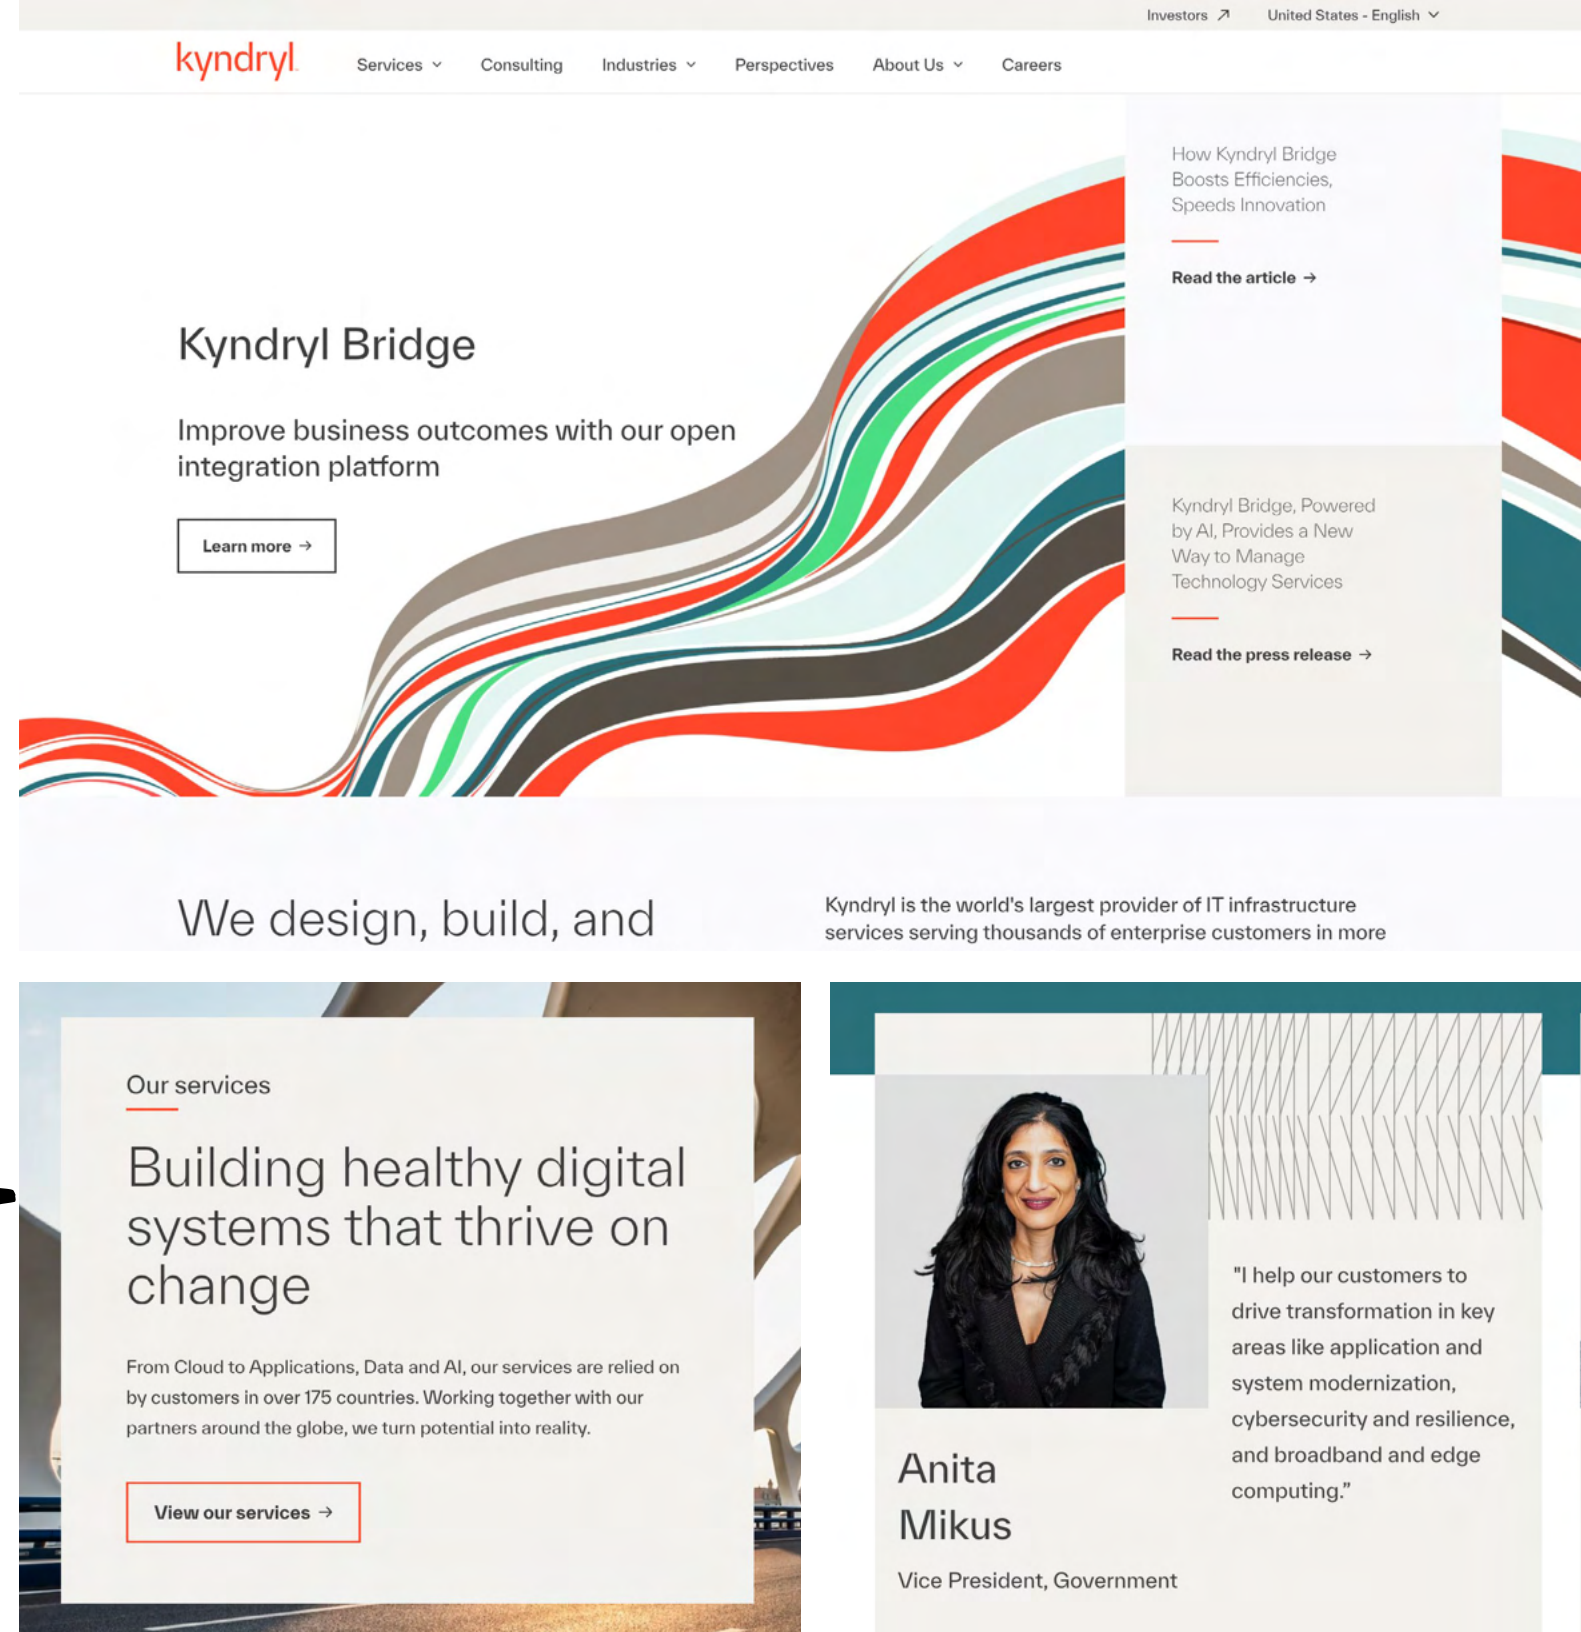 Investors
United States - English
kyndryl
Services
Consulting
Industries
Perspectives
About Us
Careers
Kyndryl Bridge
Improve business outcomes with our open
integration platform
Learn more →
How Kyndryl Bridge
Boosts Efficiencies,
Speeds Innovation
Read the article →
Kyndryl Bridge, Powered
by AI, Provides a New
Way to Manage
Technology Services
Read the press release →
We design, build, and
Kyndryl is the world's largest provider of IT infrastructure
services serving thousands of enterprise customers in more
Our services
Building healthy digital
systems that thrive on
change
From Cloud to Applications, Data and AI, our services are relied on
by customers in over 175 countries. Working together with our
partners around the globe, we turn potential into reality.
View our services →
"I help our customers to
drive transformation in key
areas like application and
system modernization,
cybersecurity and resilience,
and broadband and edge
computing.”
Anita
Mikus
Vice President, Government